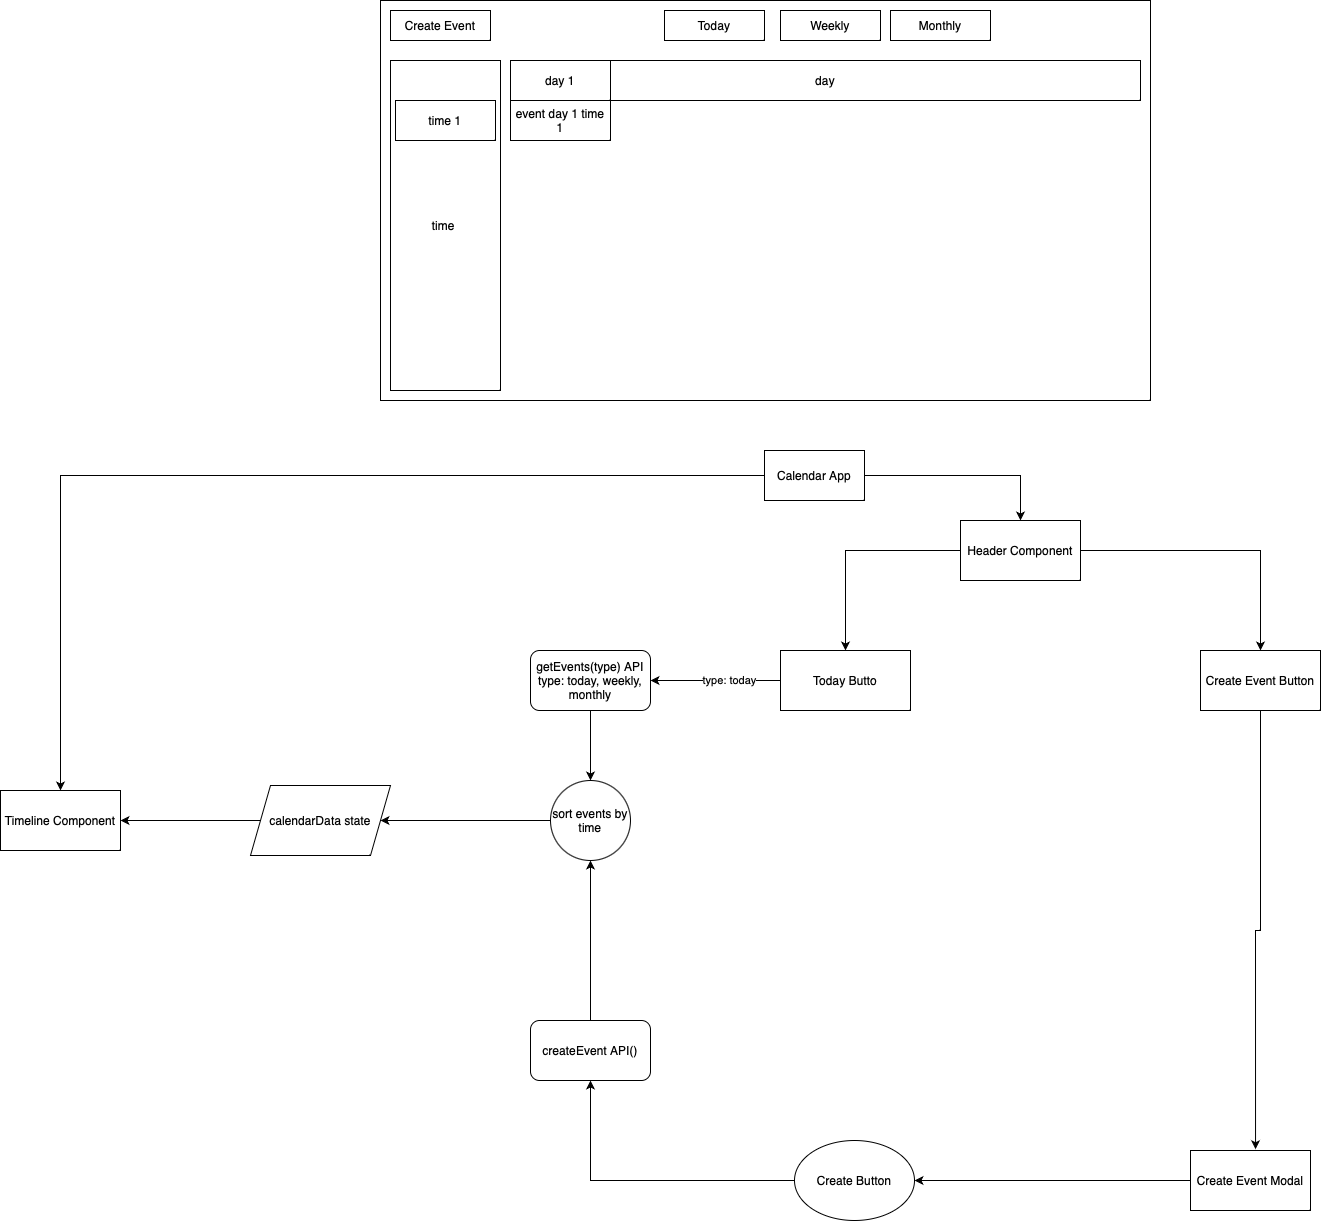 Create Event
Today
Weekly
Monthly
day 1
day
time 1
event day 1 time
1
time
Calendar App
Header Component
getEvents(type) API
type: today, weekly,
monthly
type: today
Today Butto
Create Event Button
Timeline Component
calendarData state
sort events by
time
createEvent API()
Create Button
Create Event Modal